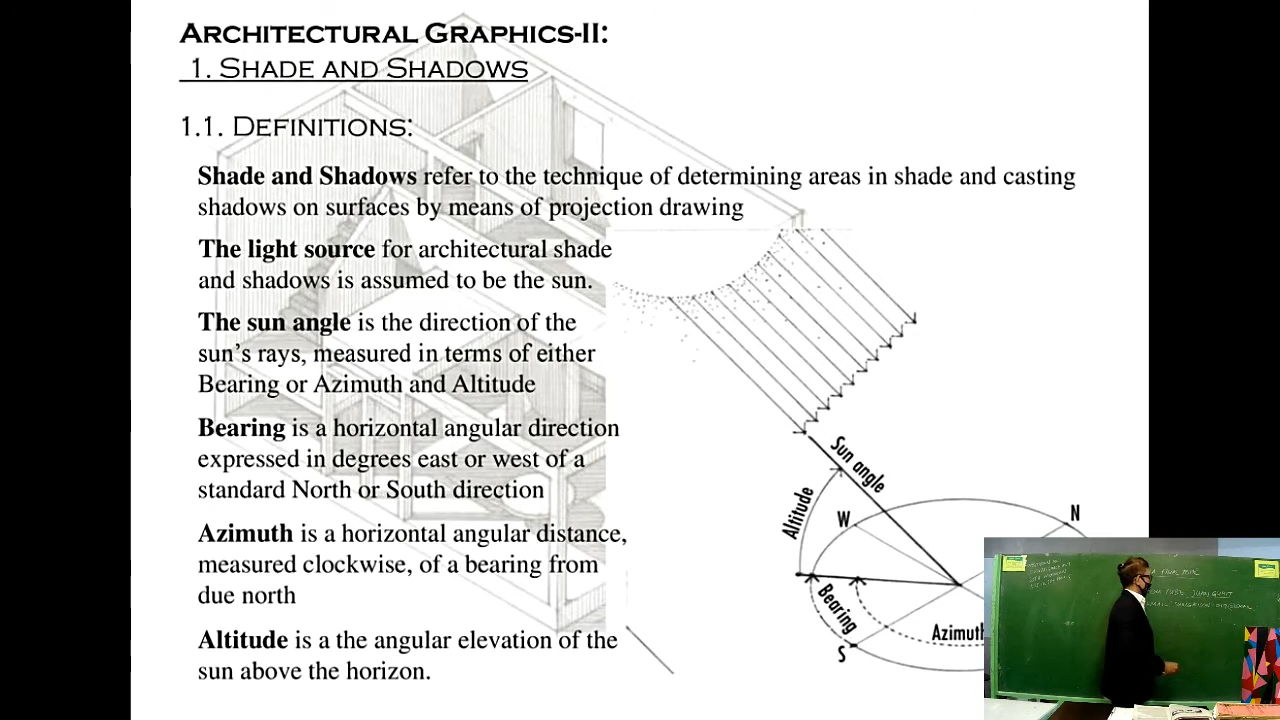 ARCHITECTURAL GRAPHICS-II:
1. SHADE AND SHADOWS
1.1. DEFINITIONS:
Shade and Shadows refer to the technique of determining areas in shade and casting
shadows on surfaces by means of projection drawing
The light source for architectural shade
and shadows is assumed to be the sun.
The sun angle is the direction of the
sun's rays, measured in terms of either
Bearing or Azimuth and Altitude
Bearing is a horizontal angular direction
expressed in degrees east or west of a
standard North or South direction
Azimuth is a horizontal angular distance,
measured clockwise, of a bearing from
due north
Altitude is a the angular elevation of the
sun above the horizon.
Sun angle
Altitude
W
N
Bearing
S
Azimuth